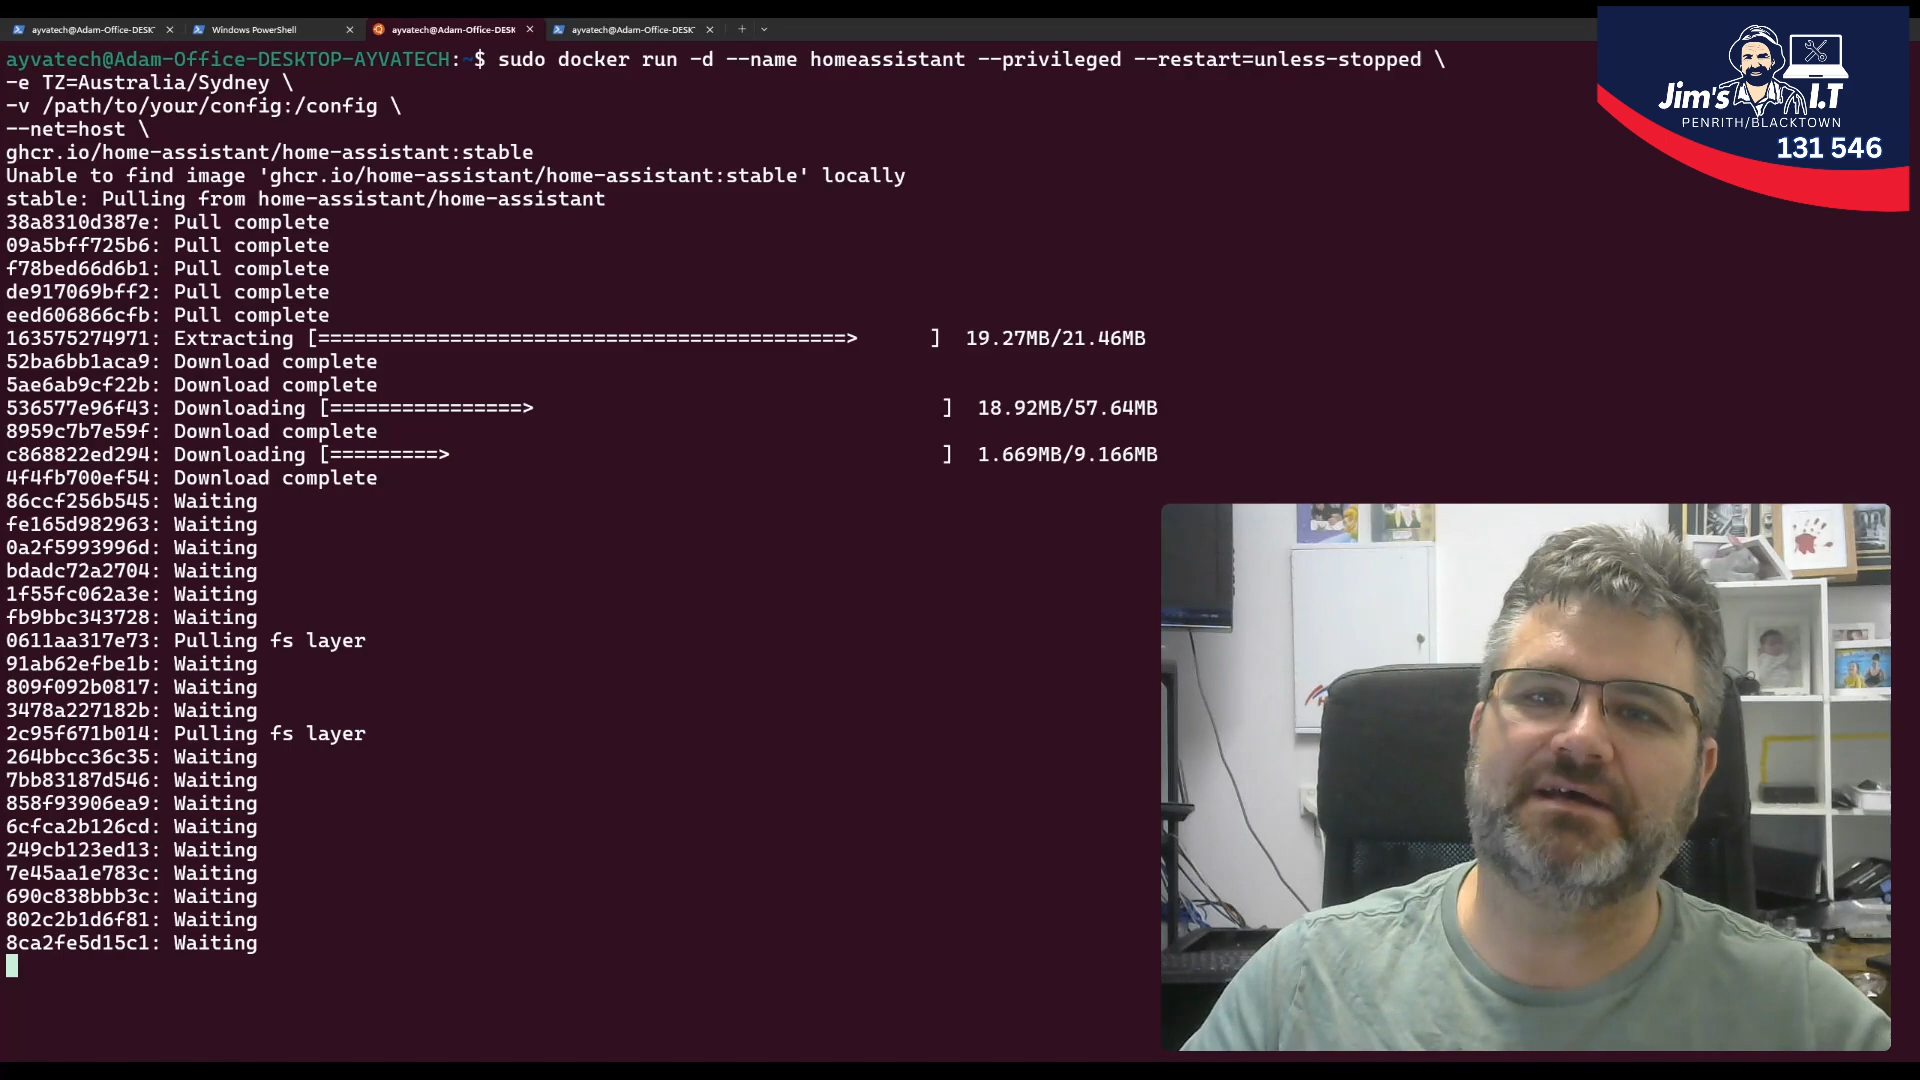 ayvatech@Adam-Office-DESK
Windows PowerShell
ayvatech@Adam-Office-DESK
ayvatech@Adam-Office-DESK
ayvatech@Adam-Office-DESKTOP-AYVATECH:~$ sudo docker run -d --name homeassistant --privileged --restart=unless-stopped \
-e TZ=Australia/Sydney \
-v /path/to/your/config:/config \
--net=host \
ghcr.io/home-assistant/home-assistant:stable
Unable to find image 'ghcr.io/home-assistant/home-assistant:stable' locally
stable: Pulling from home-assistant/home-assistant
38a8310d387e: Pull complete
09a5bff725b6: Pull complete
f78bed66d6b1: Pull complete
de917069bff2: Pull complete
eed606866cfb: Pull complete
163575274971: Extracting [============================================>      ]  19.27MB/21.46MB
52ba6bb1aca9: Download complete
5ae6ab9cf22b: Download complete
536577e96f43: Downloading [================>                                  ]  18.92MB/57.64MB
8959c7b7e59f: Download complete
c868822ed294: Downloading [=========>                                         ]  1.669MB/9.166MB
4f4fb700ef54: Download complete
86ccf256b545: Waiting
fe165d982963: Waiting
0a2f5993996d: Waiting
bdadc72a2704: Waiting
1f55fc062a3e: Waiting
fb9bbc343728: Waiting
0611aa317e73: Pulling fs layer
91ab62efbe1b: Waiting
809f092b0817: Waiting
3478a227182b: Waiting
2c95f671b014: Pulling fs layer
264bbcc36c35: Waiting
7bb83187d546: Waiting
858f93906ea9: Waiting
6cfca2b126cd: Waiting
249cb123ed13: Waiting
7e45aa1e783c: Waiting
690c838bbb3c: Waiting
802c2b1d6f81: Waiting
8ca2fe5d15c1: Waiting
Jim's I.T
PENRITH/BLACKTOWN
131 546